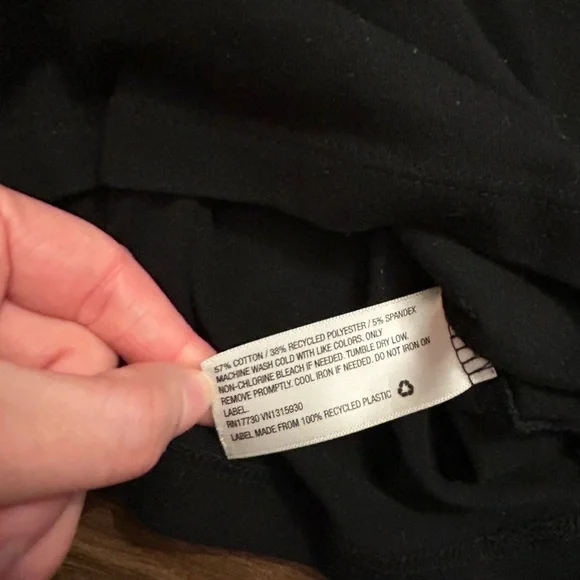 57% COTTON / 38% RECYCLED POLYESTER / 5% SPANDEX
MACHINE WASH COLD WITH LIKE COLORS. ONLY
NON-CHLORINE BLEACH IF NEEDED. TUMBLE DRY LOW.
REMOVE PROMPTLY. COOL IRON IF NEEDED. DO NOT IRON ON
LABEL.
RN17730 VN1315930
LABEL MADE FROM 100% RECYCLED PLASTIC